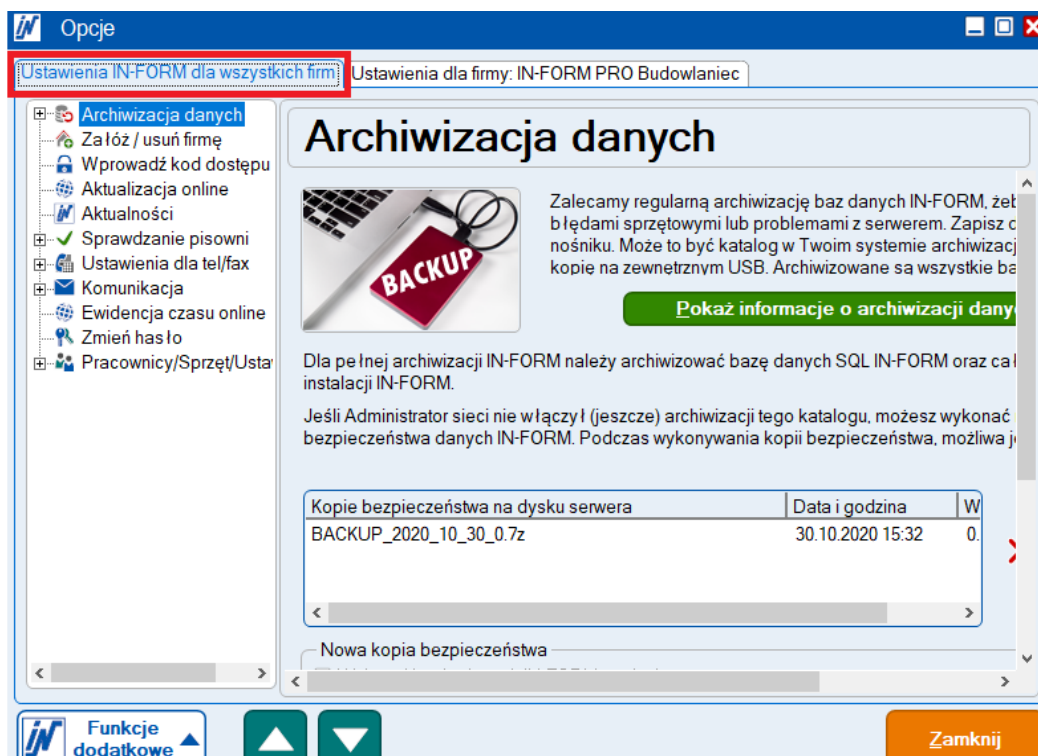 Opcje
Ustawienia IN-FORM dla wszystkich firm
Ustawienia dla firmy: IN-FORM PRO Budowlaniec
Archiwizacja danych
Załóż / usuń firmę
Wprowadź kod dostępu
Aktualizacja online
Aktualności
Sprawdzanie pisowni
Ustawienia dla tel/fax
Komunikacja
Ewidencja czasu online
Zmień hasło
Pracownicy/Sprzęt/Usta
Archiwizacja danych
BACKUP
Zalecamy regularną archiwizację baz danych IN-FORM, żeb
błędami sprzętowymi lub problemami z serwerem. Zapisz
nośniku. Może to być katalog w Twoim systemie archiwizac
kopię na zewnętrznym USB. Archiwizowane są wszystkie ba
Pokaż informacje o archiwizacji dany
Dla pełnej archiwizacji IN-FORM należy archiwizować bazę danych SQL IN-FORM oraz cał
instalacji IN-FORM.
Jeśli Administrator sieci nie włączył (jeszcze) archiwizacji tego katalogu, możesz wykonać
bezpieczeństwa danych IN-FORM. Podczas wykonywania kopii bezpieczeństwa, możliwa j
Kopie bezpieczeństwa na dysku serwera Data i godzina W
BACKUP_2020_10_30_0.7z 30.10.2020 15:32 0.
Nowa kopia bezpieczeństwa
IN
Funkcje
dodatkowe
Zamknij